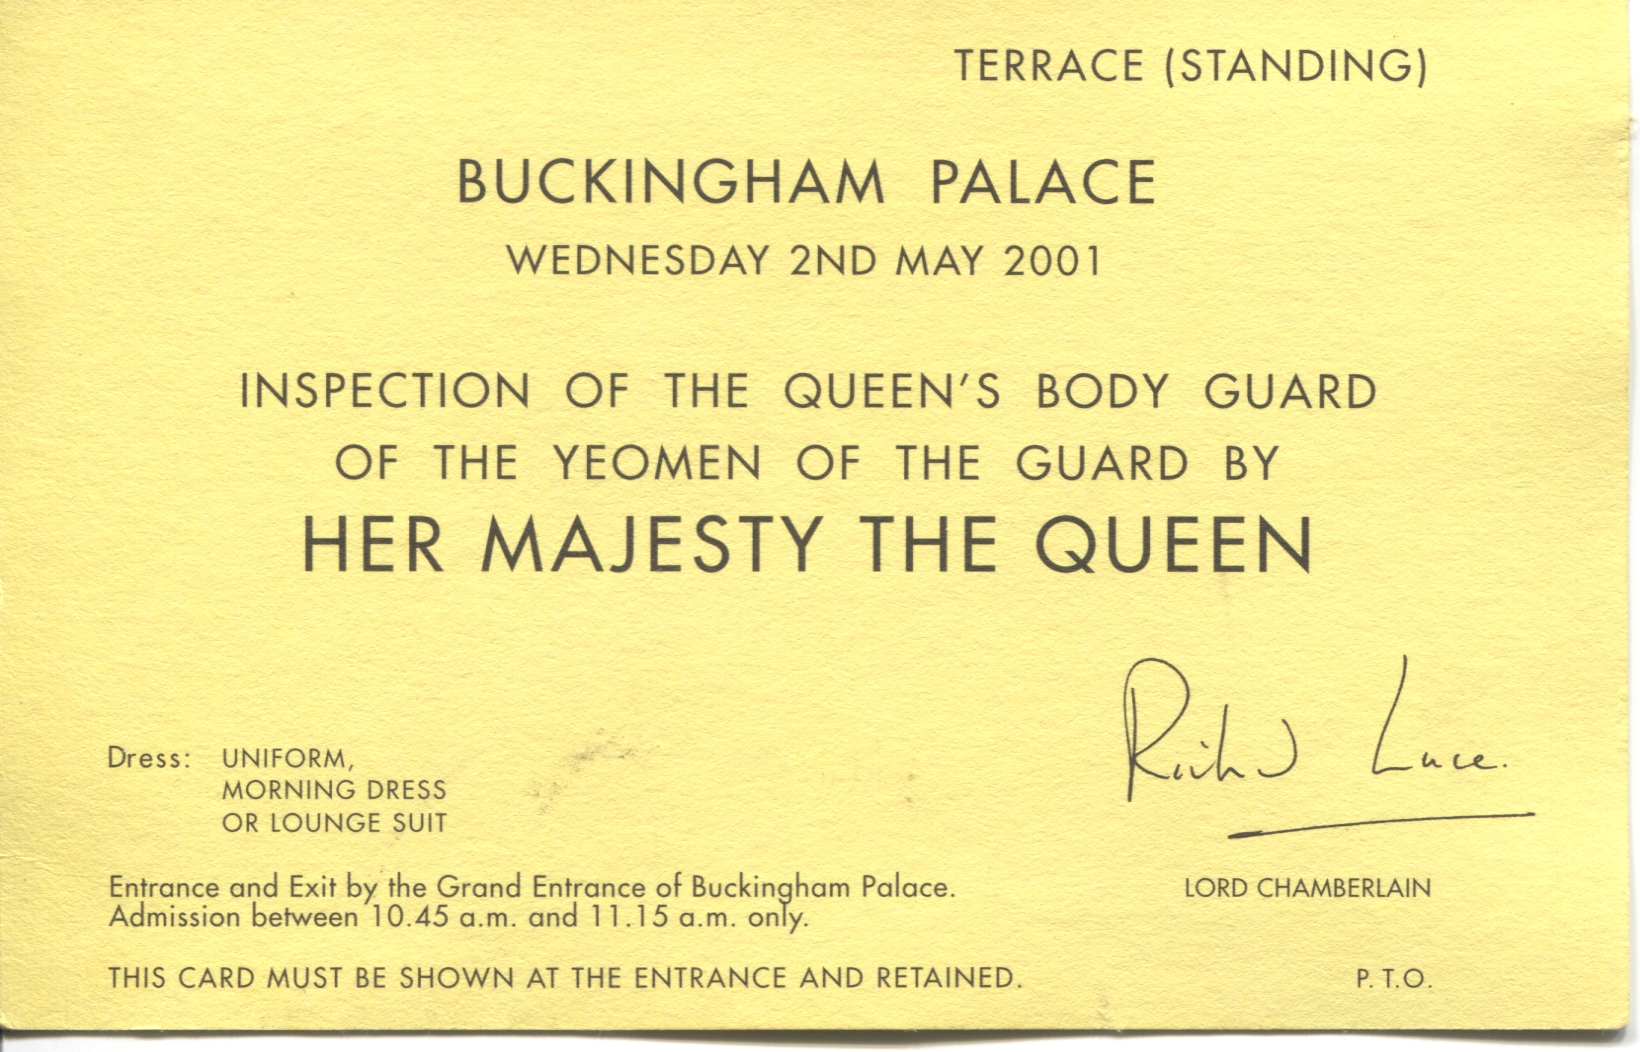 TERRACE (STANDING)
BUCKINGHAM PALACE
WEDNESDAY 2ND MAY 2001
INSPECTION OF THE QUEEN'S BODY GUARD
OF THE YEOMEN OF THE GUARD BY
HER MAJESTY THE QUEEN
Richd Luce.
Dress: UNIFORM,
MORNING DRESS
OR LOUNGE SUIT
LORD CHAMBERLAIN
Entrance and Exit by the Grand Entrance of Buckingham Palace.
Admission between 10.45 a.m. and 11.15 a.m. only.
THIS CARD MUST BE SHOWN AT THE ENTRANCE AND RETAINED.
P.T.O.